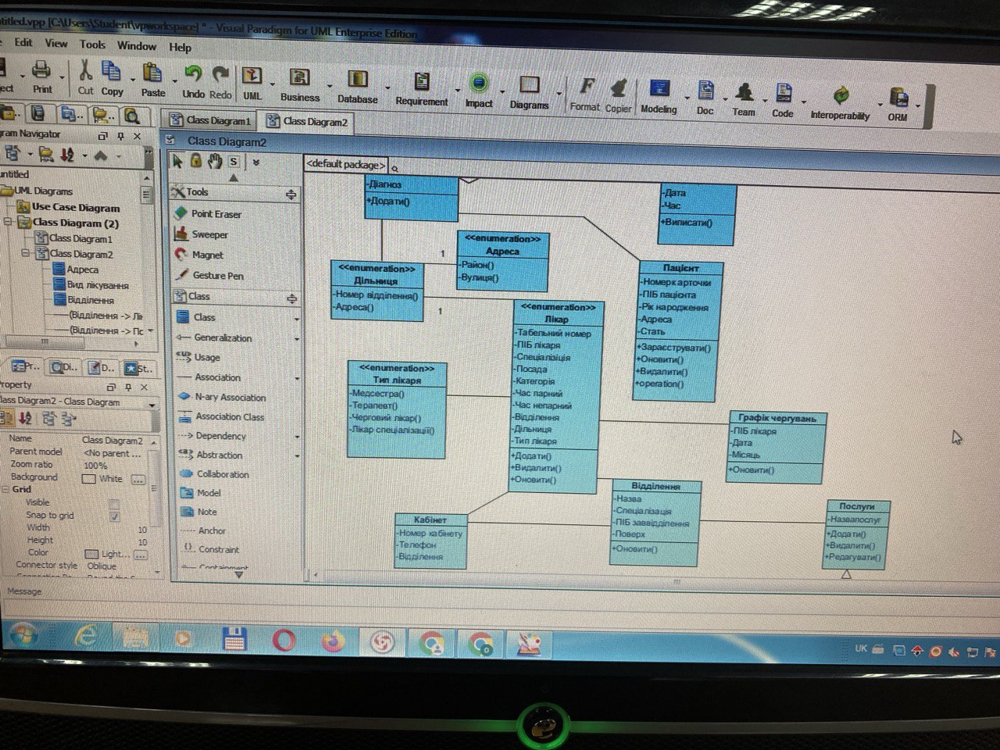 ntitled.vpp [C:\Users\Student\vpworkspace] * - Visual Paradigm for UML Enterprise Edition
Edit View Tools Window Help
ect Print Cut Copy Paste Undo Redo UML Business Database Requirement Impact Diagrams Format Copier Modeling Doc Team Code Interoperability ORM
Class Diagram1 Class Diagram2
ram Navigator
ntitled
UML Diagrams
Use Case Diagram
Class Diagram (2)
Class Diagram1
Class Diagram2
Адреса
Вид лікування
Відділення
(Відділення -> Лік
(Відділення -> Пс
Pr.. Di.. D.. St..
roperty
lass Diagram2 - Class Diagram
Name Class Diagram2
Parent model <No parent ...
Zoom ratio 100%
Background White ...
Grid
Visible
Snap to grid
Width 10
Height 10
Color Light... ...
Connector style Oblique
Message
Class Diagram2
S
Tools
Point Eraser
Sweeper
Magnet
Gesture Pen
Class
Class
Generalization
Usage
Association
N-ary Association
Association Class
Dependency
Abstraction
Collaboration
Model
Note
Anchor
Constraint
Containment
<default package>
-Діагноз
+Додати()
-Дата
-Час
+Виписати()
<<enumeration>>
Адреса
-Район()
-Вулиця()
1
<<enumeration>>
Дільниця
-Номер відділення()
-Адреса()
1
Пацієнт
-Номер карточки
-ПІБ пацієнта
-Рік народження
-Адреса
-Стать
+Зараєструвати()
+Оновити()
+Видалити()
+operation()
<<enumeration>>
Лікар
-Табельний номер
-ПІБ лікаря
-Спеціалізіція
-Посада
-Категорія
-Час парний
-Час непарний
-Відділення
-Дільниця
-Тип лікаря
+Додати()
+Видалити()
+Оновити()
<<enumeration>>
Тип лікаря
-Медсестра()
-Терапевт()
-Черговий лікар()
-Лікар спеціалізації()
Графік чергувань
-ПІБ лікаря
-Дата
-Місяць
+Оновити()
Відділення
-Назва
-Спеціалізація
-ПІБ заввідділення
-Поверх
+Оновити()
Кабінет
-Номер кабінету
-Телефон
-Відділення
Послуги
-Назвапослуг
+Додати()
+Видалити()
+Редагувати()
UK